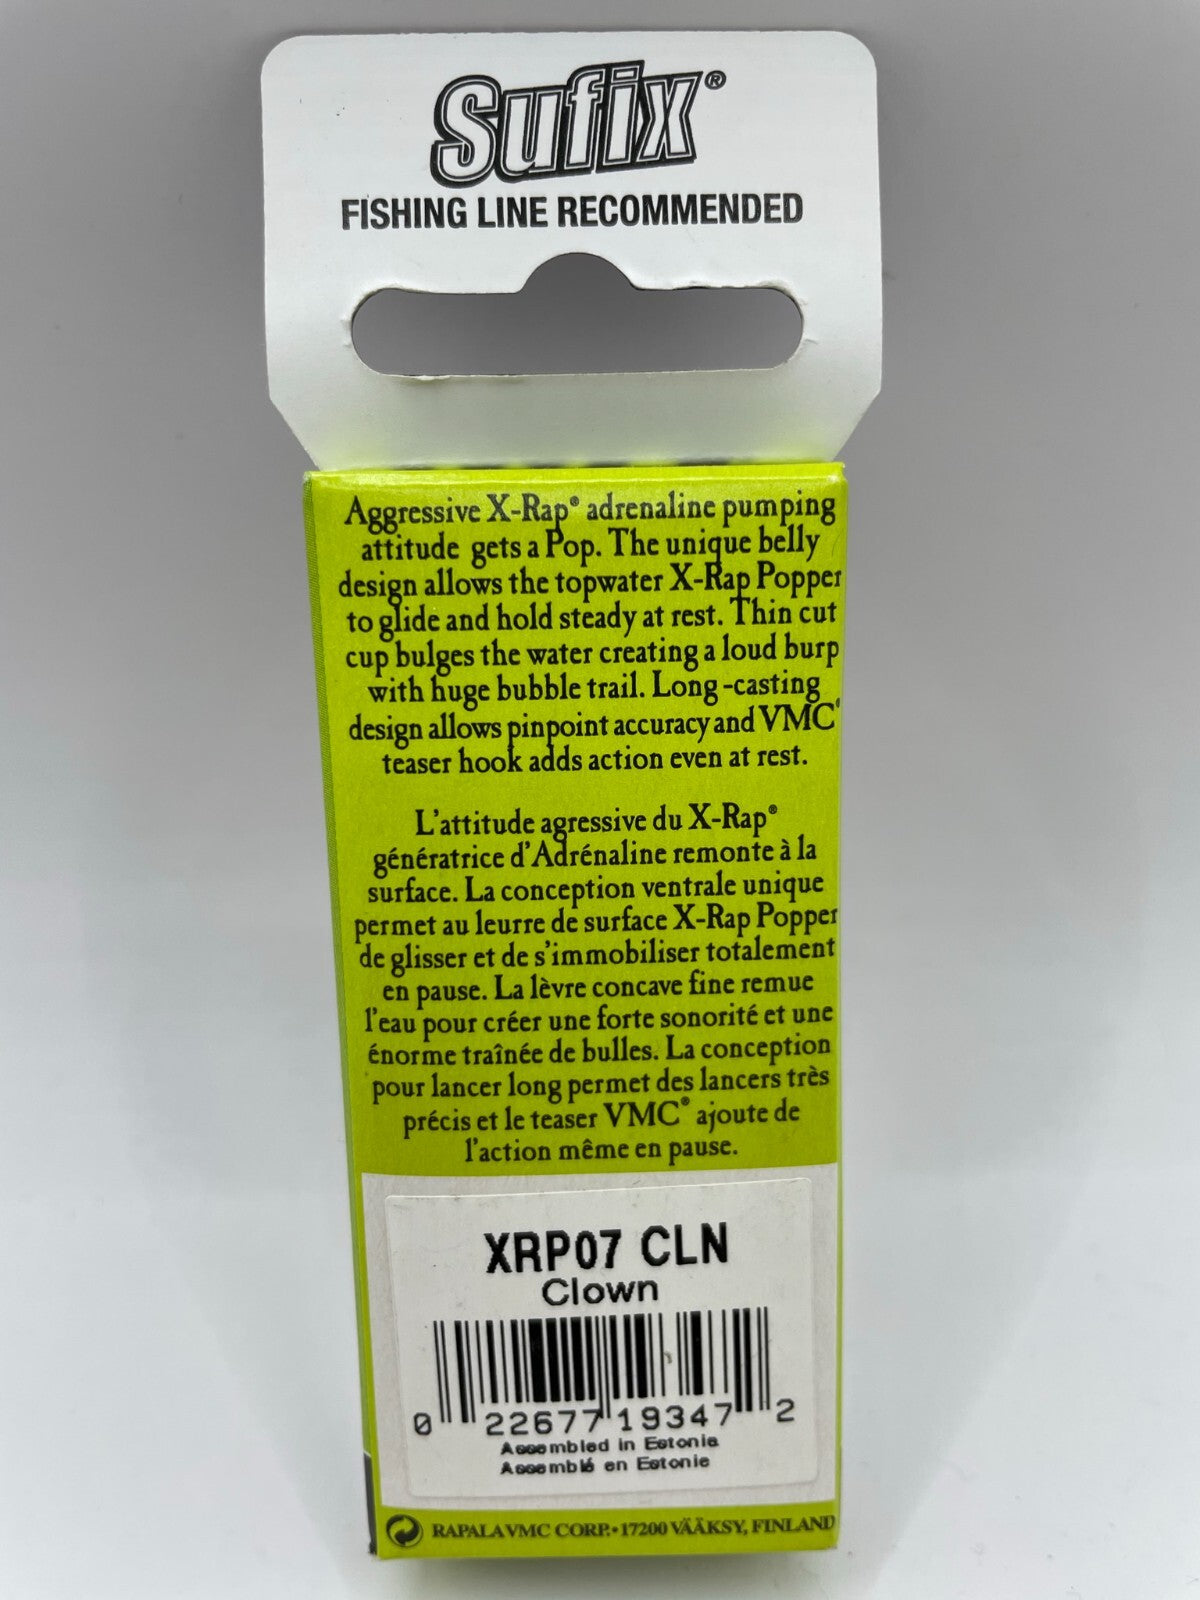 Sufix®
FISHING LINE RECOMMENDED
Aggressive X-Rap® adrenaline pumping
attitude gets a Pop. The unique belly
design allows the topwater X-Rap Popper
to glide and hold steady at rest. Thin cut
cup bulges the water creating a loud burp
with huge bubble trail. Long-casting
design allows pinpoint accuracy and VMC®
teaser hook adds action even at rest.
L'attitude agressive du X-Rap®
génératrice d'Adrénaline remonte à la
surface. La conception ventrale unique
permet au leurre de surface X-Rap Popper
de glisser et de s'immobiliser totalement
en pause. La lèvre concave fine remue
l'eau pour créer une forte sonorité et une
énorme traînée de bulles. La conception
pour lancer long permet des lancers très
précis et le teaser VMC® ajoute de
l'action même en pause.
XRP07 CLN
Clown
0 22677 19347 2
Assembled in Estonia
Assemblé en Estonie
RAPALA VMC CORP. • 17200 VÄÄKSY, FINLAND